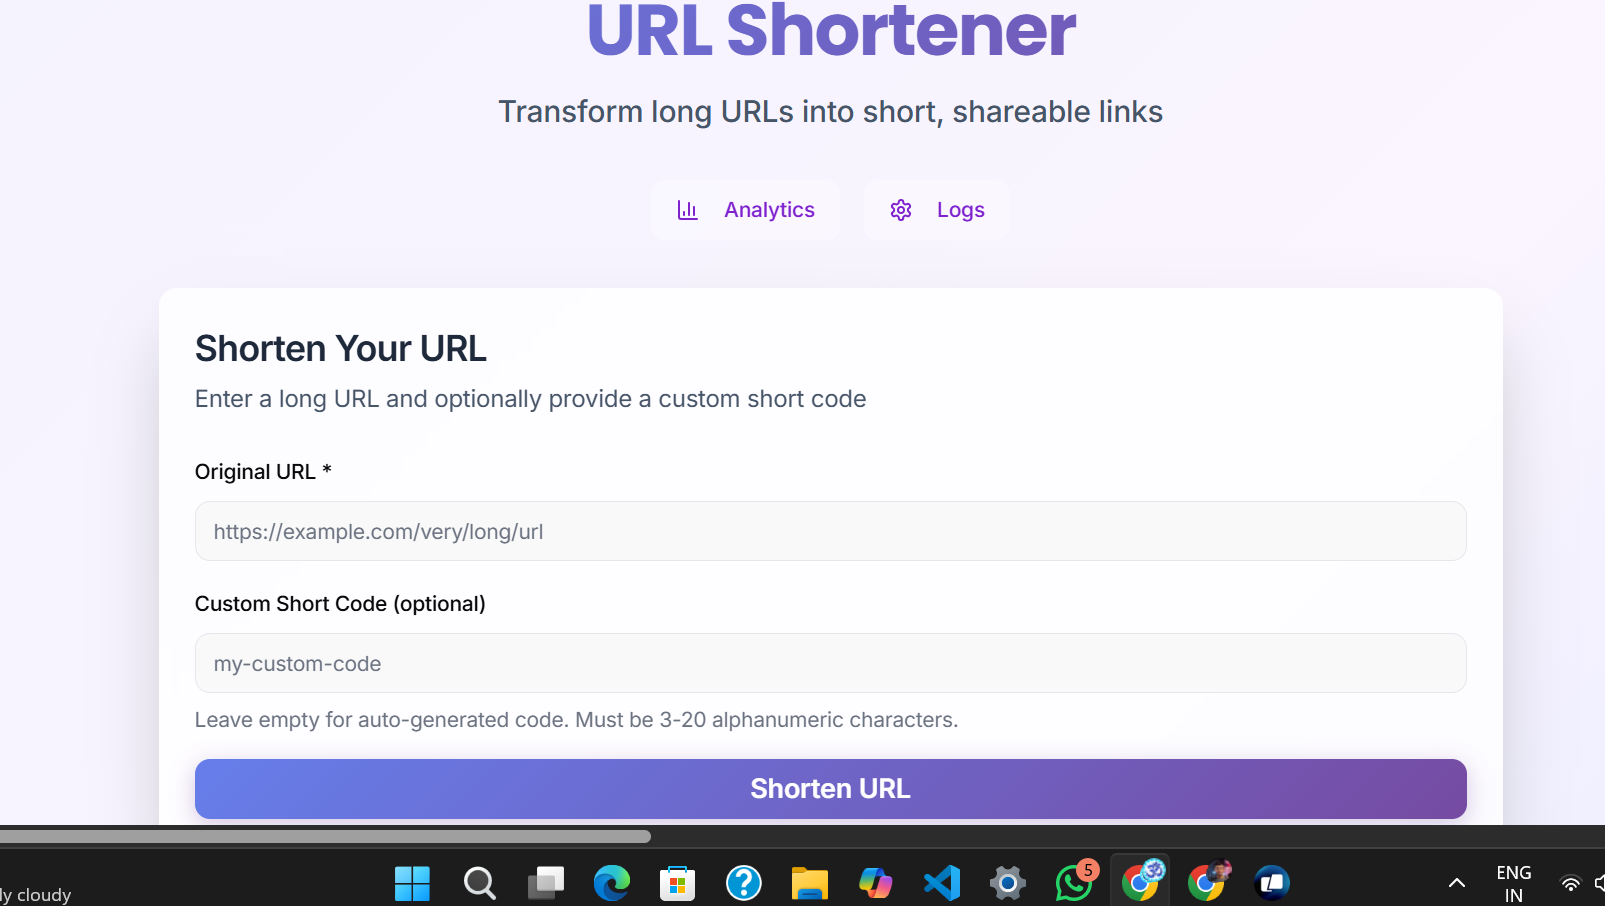 URL Shortener
Transform long URLs into short, shareable links
Analytics
Logs
Shorten Your URL
Enter a long URL and optionally provide a custom short code
Original URL *
https://example.com/very/long/url
Custom Short Code (optional)
my-custom-code
Leave empty for auto-generated code. Must be 3-20 alphanumeric characters.
Shorten URL
5
ENG
IN
cloudy